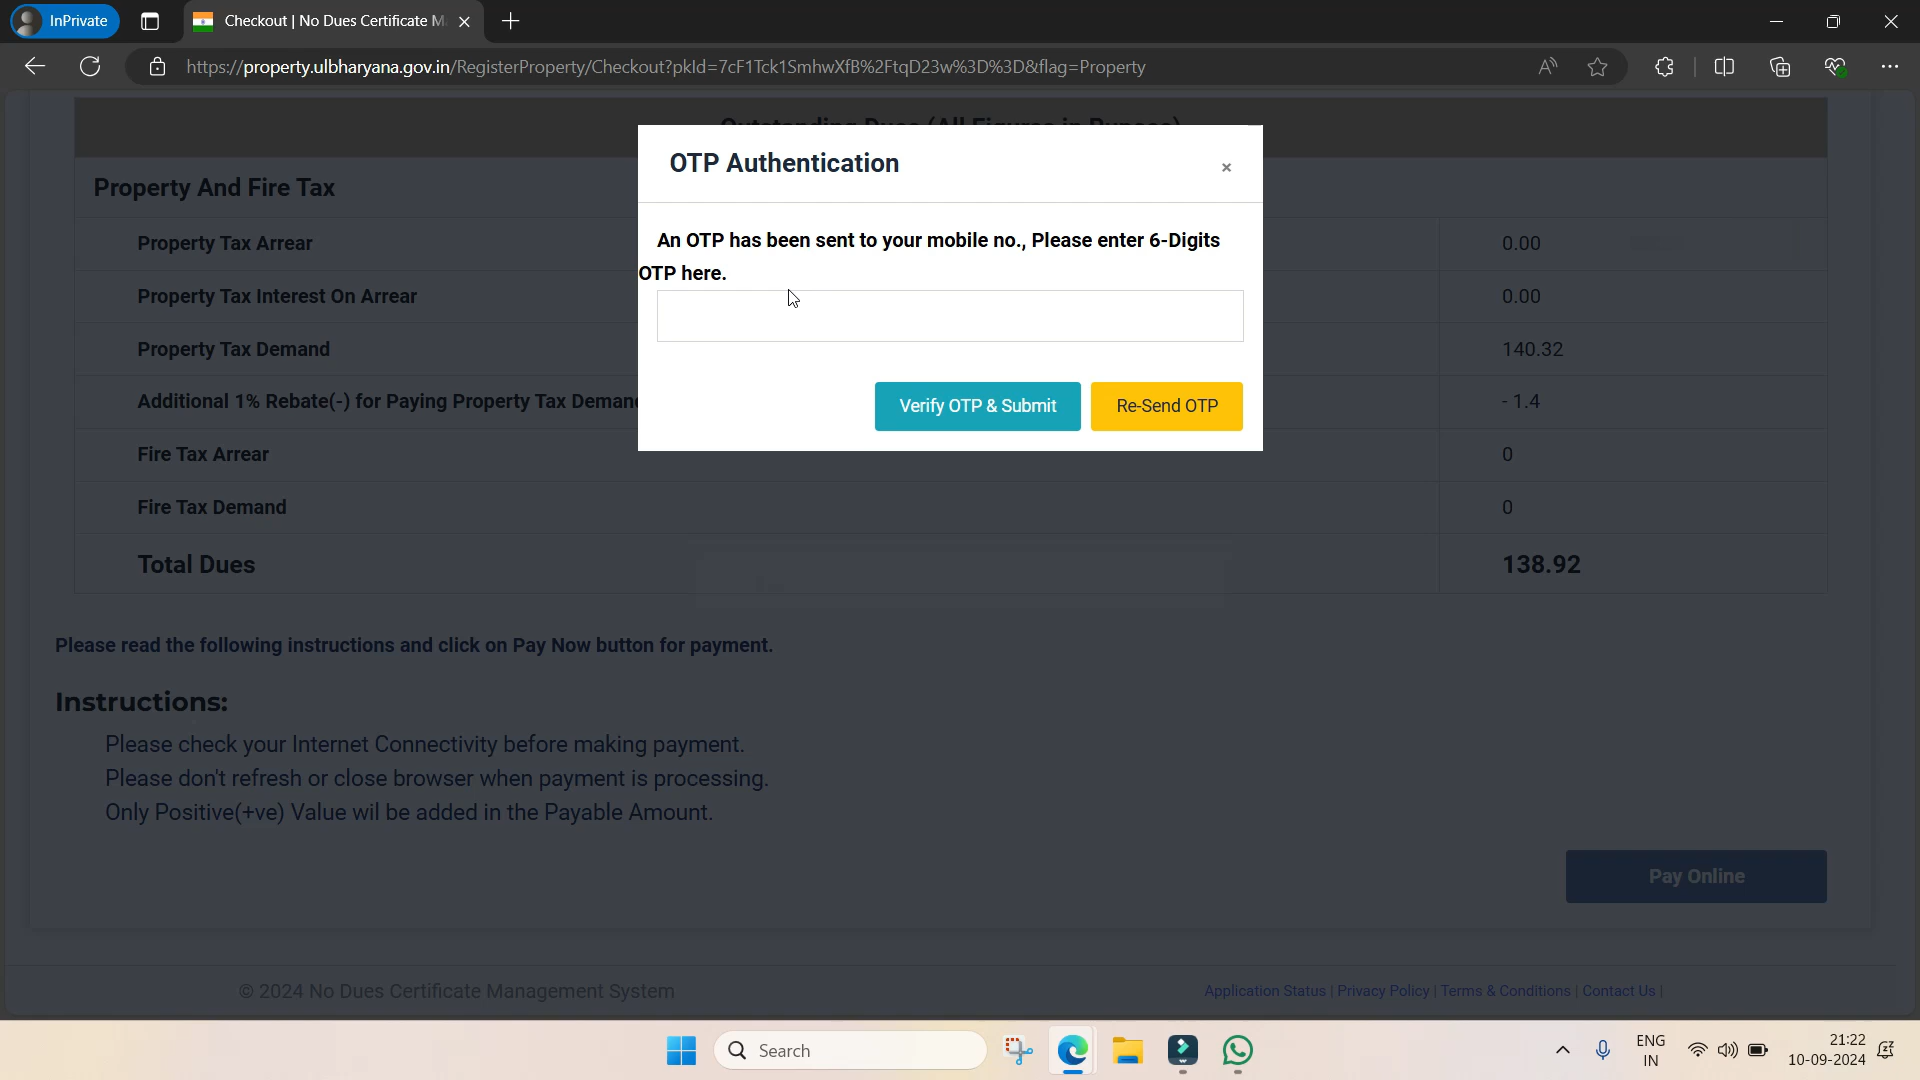 InPrivate
Checkout | No Dues Certificate M
https://property.ulbharyana.gov.in/RegisterProperty/Checkout?pkId=7cF1Tck1SmhwXfB%2FtqD23w%3D%3D&flag=Property
Outstanding Dues (All Figures in Rupees)
OTP Authentication
×
An OTP has been sent to your mobile no., Please enter 6-Digits
OTP here.
Verify OTP & Submit
Re-Send OTP
Property And Fire Tax
Property Tax Arrear 0.00
Property Tax Interest On Arrear 0.00
Property Tax Demand 140.32
Additional 1% Rebate(-) for Paying Property Tax Deman - 1.4
Fire Tax Arrear 0
Fire Tax Demand 0
Total Dues 138.92
Please read the following instructions and click on Pay Now button for payment.
Instructions:
Please check your Internet Connectivity before making payment.
Please don't refresh or close browser when payment is processing.
Only Positive(+ve) Value wil be added in the Payable Amount.
Pay Online
© 2024 No Dues Certificate Management System
Application Status | Privacy Policy | Terms & Conditions | Contact Us |
Search
ENG
IN
21:22
10-09-2024